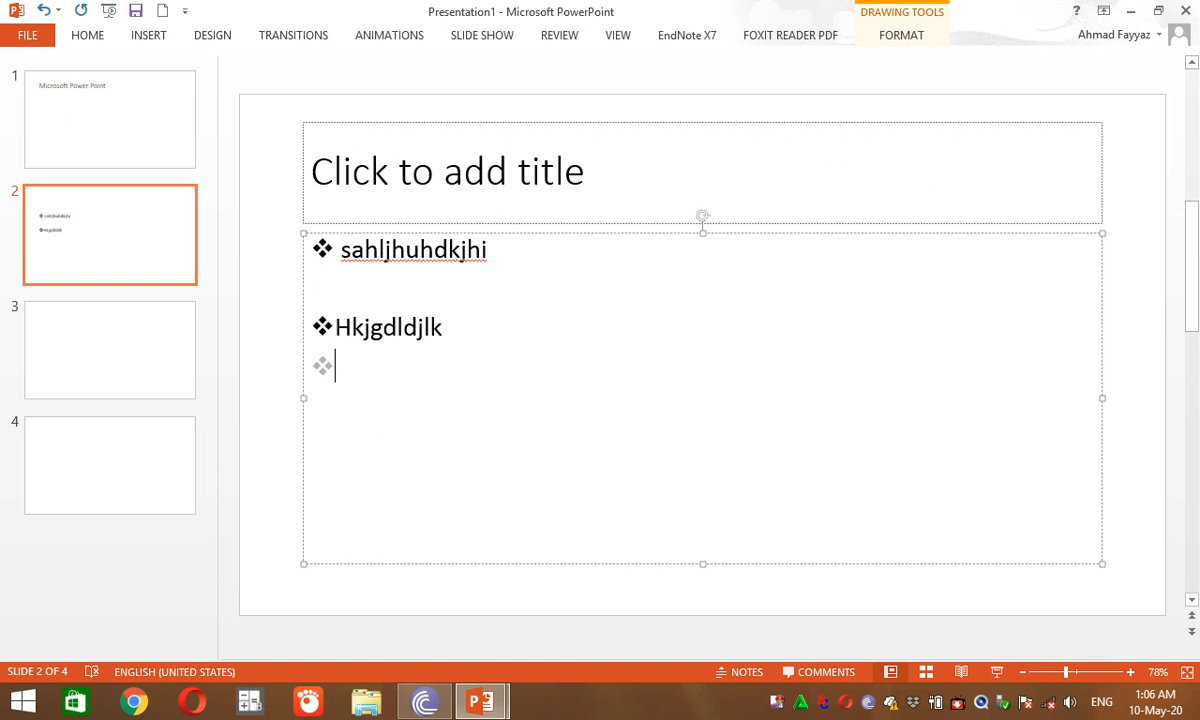 Presentation1 - Microsoft PowerPoint
DRAWING TOOLS
FILE HOME INSERT DESIGN TRANSITIONS ANIMATIONS SLIDE SHOW REVIEW VIEW EndNote X7 FOXIT READER PDF FORMAT Ahmad Fayyaz
1
Microsoft Power Point
2
sahljhuhdkjhi
Hkjgdldjlk
3
4
Click to add title
❖ sahljhuhdkjhi
❖Hkjgdldjlk
❖
SLIDE 2 OF 4 ENGLISH (UNITED STATES) NOTES COMMENTS 78%
ENG
1:06 AM
10-May-20